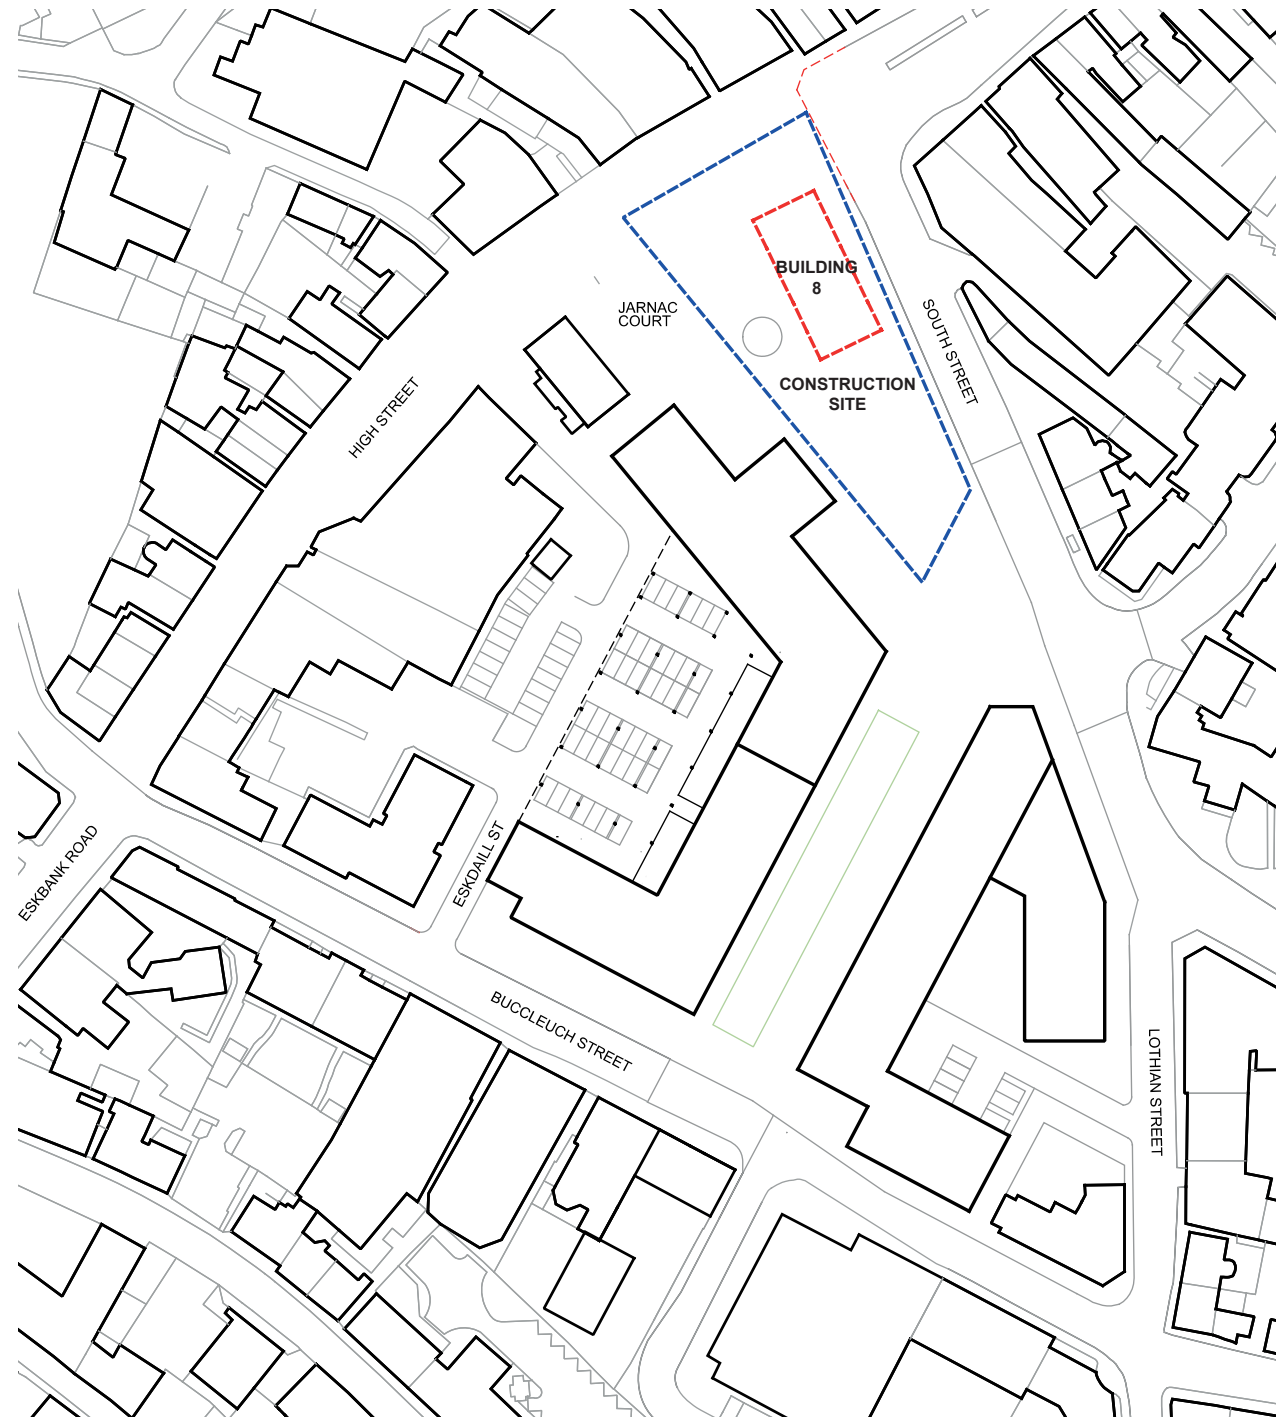 BUILDING
8
JARNAC
COURT
SOUTH STREET
CONSTRUCTION
SITE
HIGH STREET
ESKDAILL ST
ESKBANK ROAD
BUCCLEUCH STREET
LOTHIAN STREET